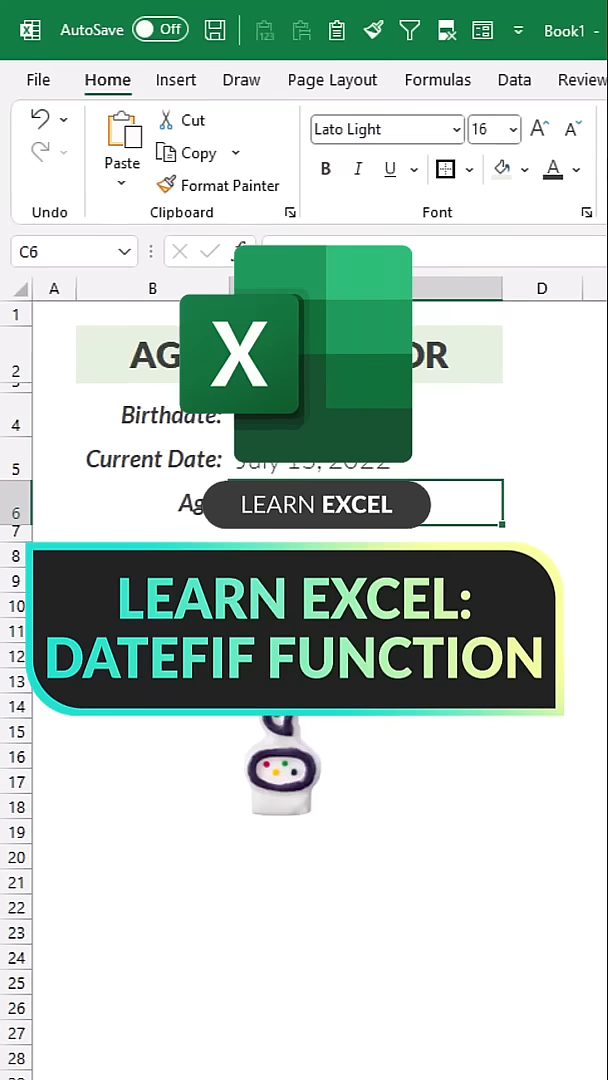 AutoSave Off Book1 -
File Home Insert Draw Page Layout Formulas Data Review
Cut
Copy
Paste
Format Painter
Lato Light 16 A A
B I U A
Undo Clipboard Font
C6
A B D
1
2
AG OR
4
Birthdate:
5
Current Date: July 15, 2022
6
7
X
LEARN EXCEL
8
9
10
11
12
13
14
LEARN EXCEL:
DATEFIF FUNCTION
15
16
17
18
19
20
21
22
23
24
25
26
27
28